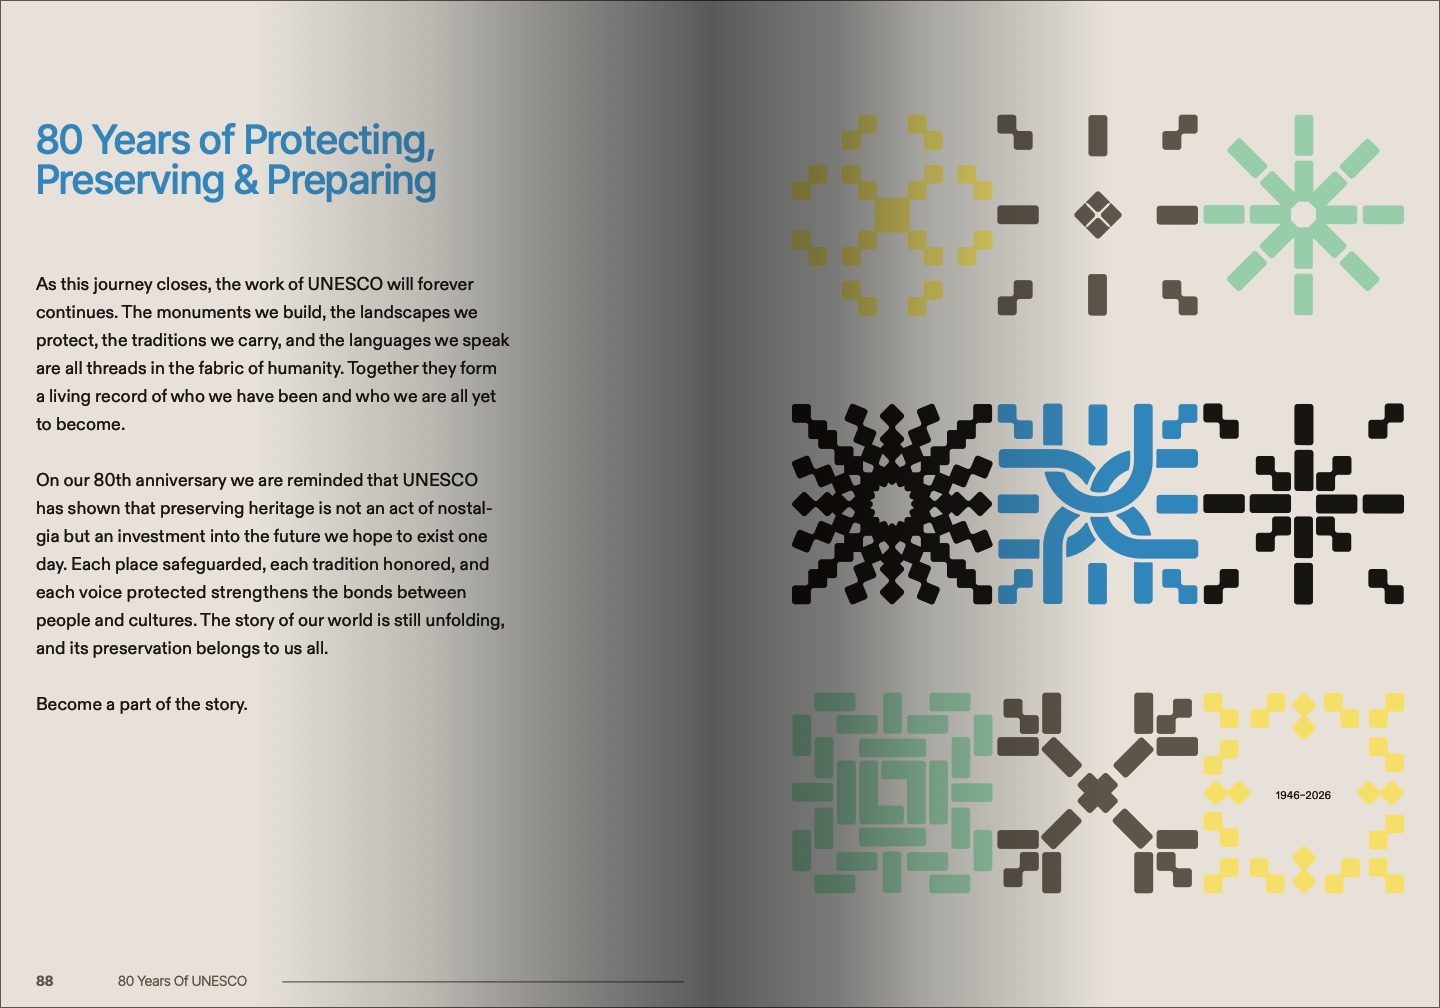 80 Years of Protecting,
Preserving & Preparing
As this journey closes, the work of UNESCO will forever
continues. The monuments we build, the landscapes we
protect, the traditions we carry, and the languages we speak
are all threads in the fabric of humanity. Together they form
a living record of who we have been and who we are all yet
to become.
On our 80th anniversary we are reminded that UNESCO
has shown that preserving heritage is not an act of nostal-
gia but an investment into the future we hope to exist one
day. Each place safeguarded, each tradition honored, and
each voice protected strengthens the bonds between
people and cultures. The story of our world is still unfolding,
and its preservation belongs to us all.
Become a part of the story.
1946–2026
88 80 Years Of UNESCO